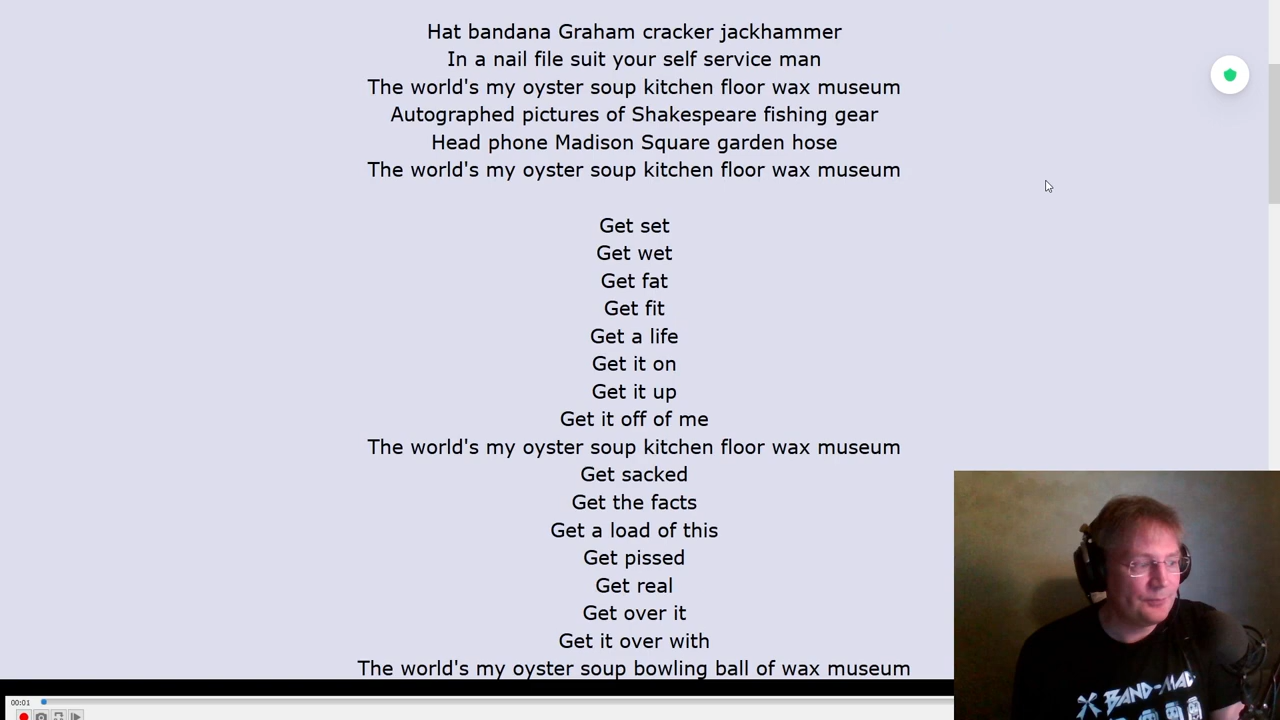 Hat bandana Graham cracker jackhammer
In a nail file suit your self service man
The world's my oyster soup kitchen floor wax museum
Autographed pictures of Shakespeare fishing gear
Head phone Madison Square garden hose
The world's my oyster soup kitchen floor wax museum
Get set
Get wet
Get fat
Get fit
Get a life
Get it on
Get it up
Get it off of me
The world's my oyster soup kitchen floor wax museum
Get sacked
Get the facts
Get a load of this
Get pissed
Get real
Get over it
Get it over with
The world's my oyster soup bowling ball of wax museum
BAND-MAID
00:01